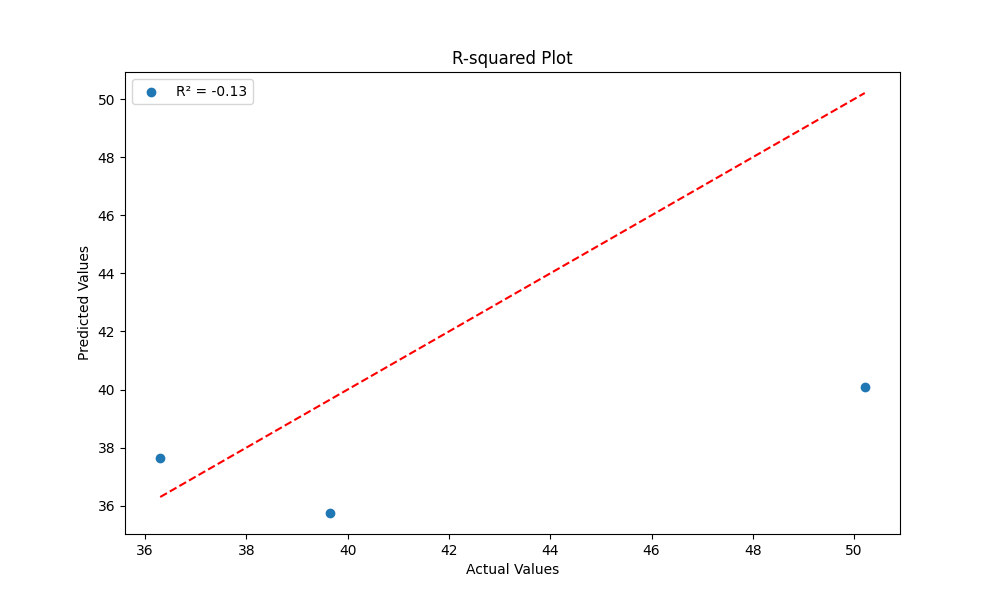 R-squared Plot
R² = -0.13
50
48
46
44
42
40
38
36
Predicted Values
36 38 40 42 44 46 48 50
Actual Values